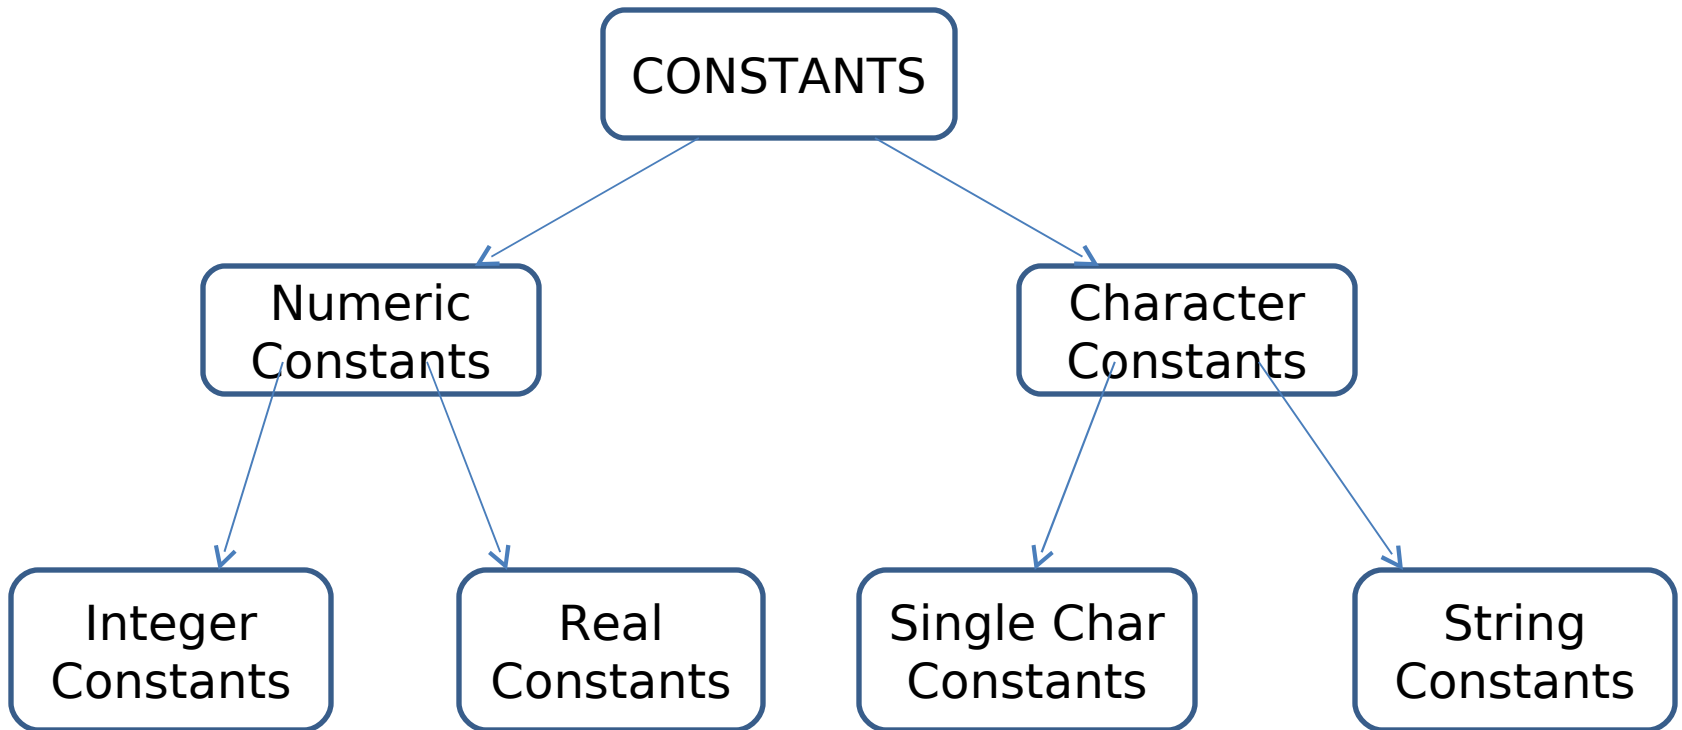 CONSTANTS
Numeric
Constants
Character
Constants
Integer
Constants
Real
Constants
Single Char
Constants
String
Constants